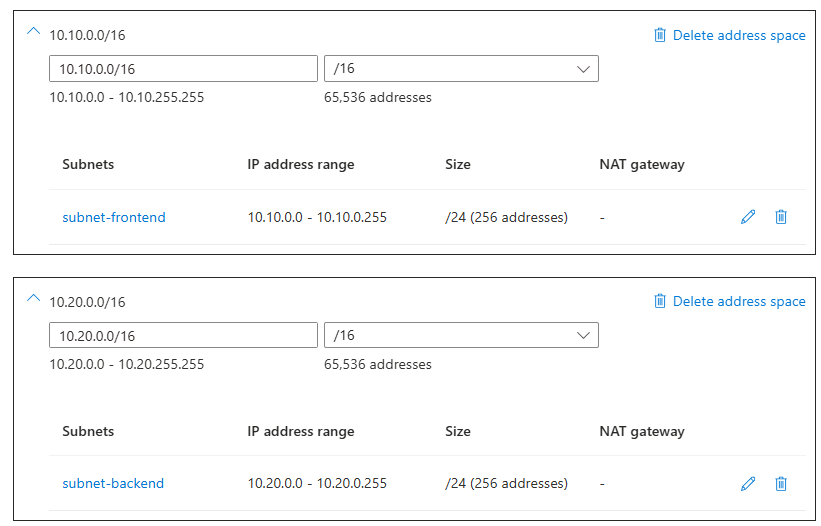 10.10.0.0/16 Delete address space
10.10.0.0/16 /16
10.10.0.0 - 10.10.255.255 65,536 addresses
Subnets IP address range Size NAT gateway
subnet-frontend 10.10.0.0 - 10.10.0.255 /24 (256 addresses) -
10.20.0.0/16 Delete address space
10.20.0.0/16 /16
10.20.0.0 - 10.20.255.255 65,536 addresses
Subnets IP address range Size NAT gateway
subnet-backend 10.20.0.0 - 10.20.0.255 /24 (256 addresses) -